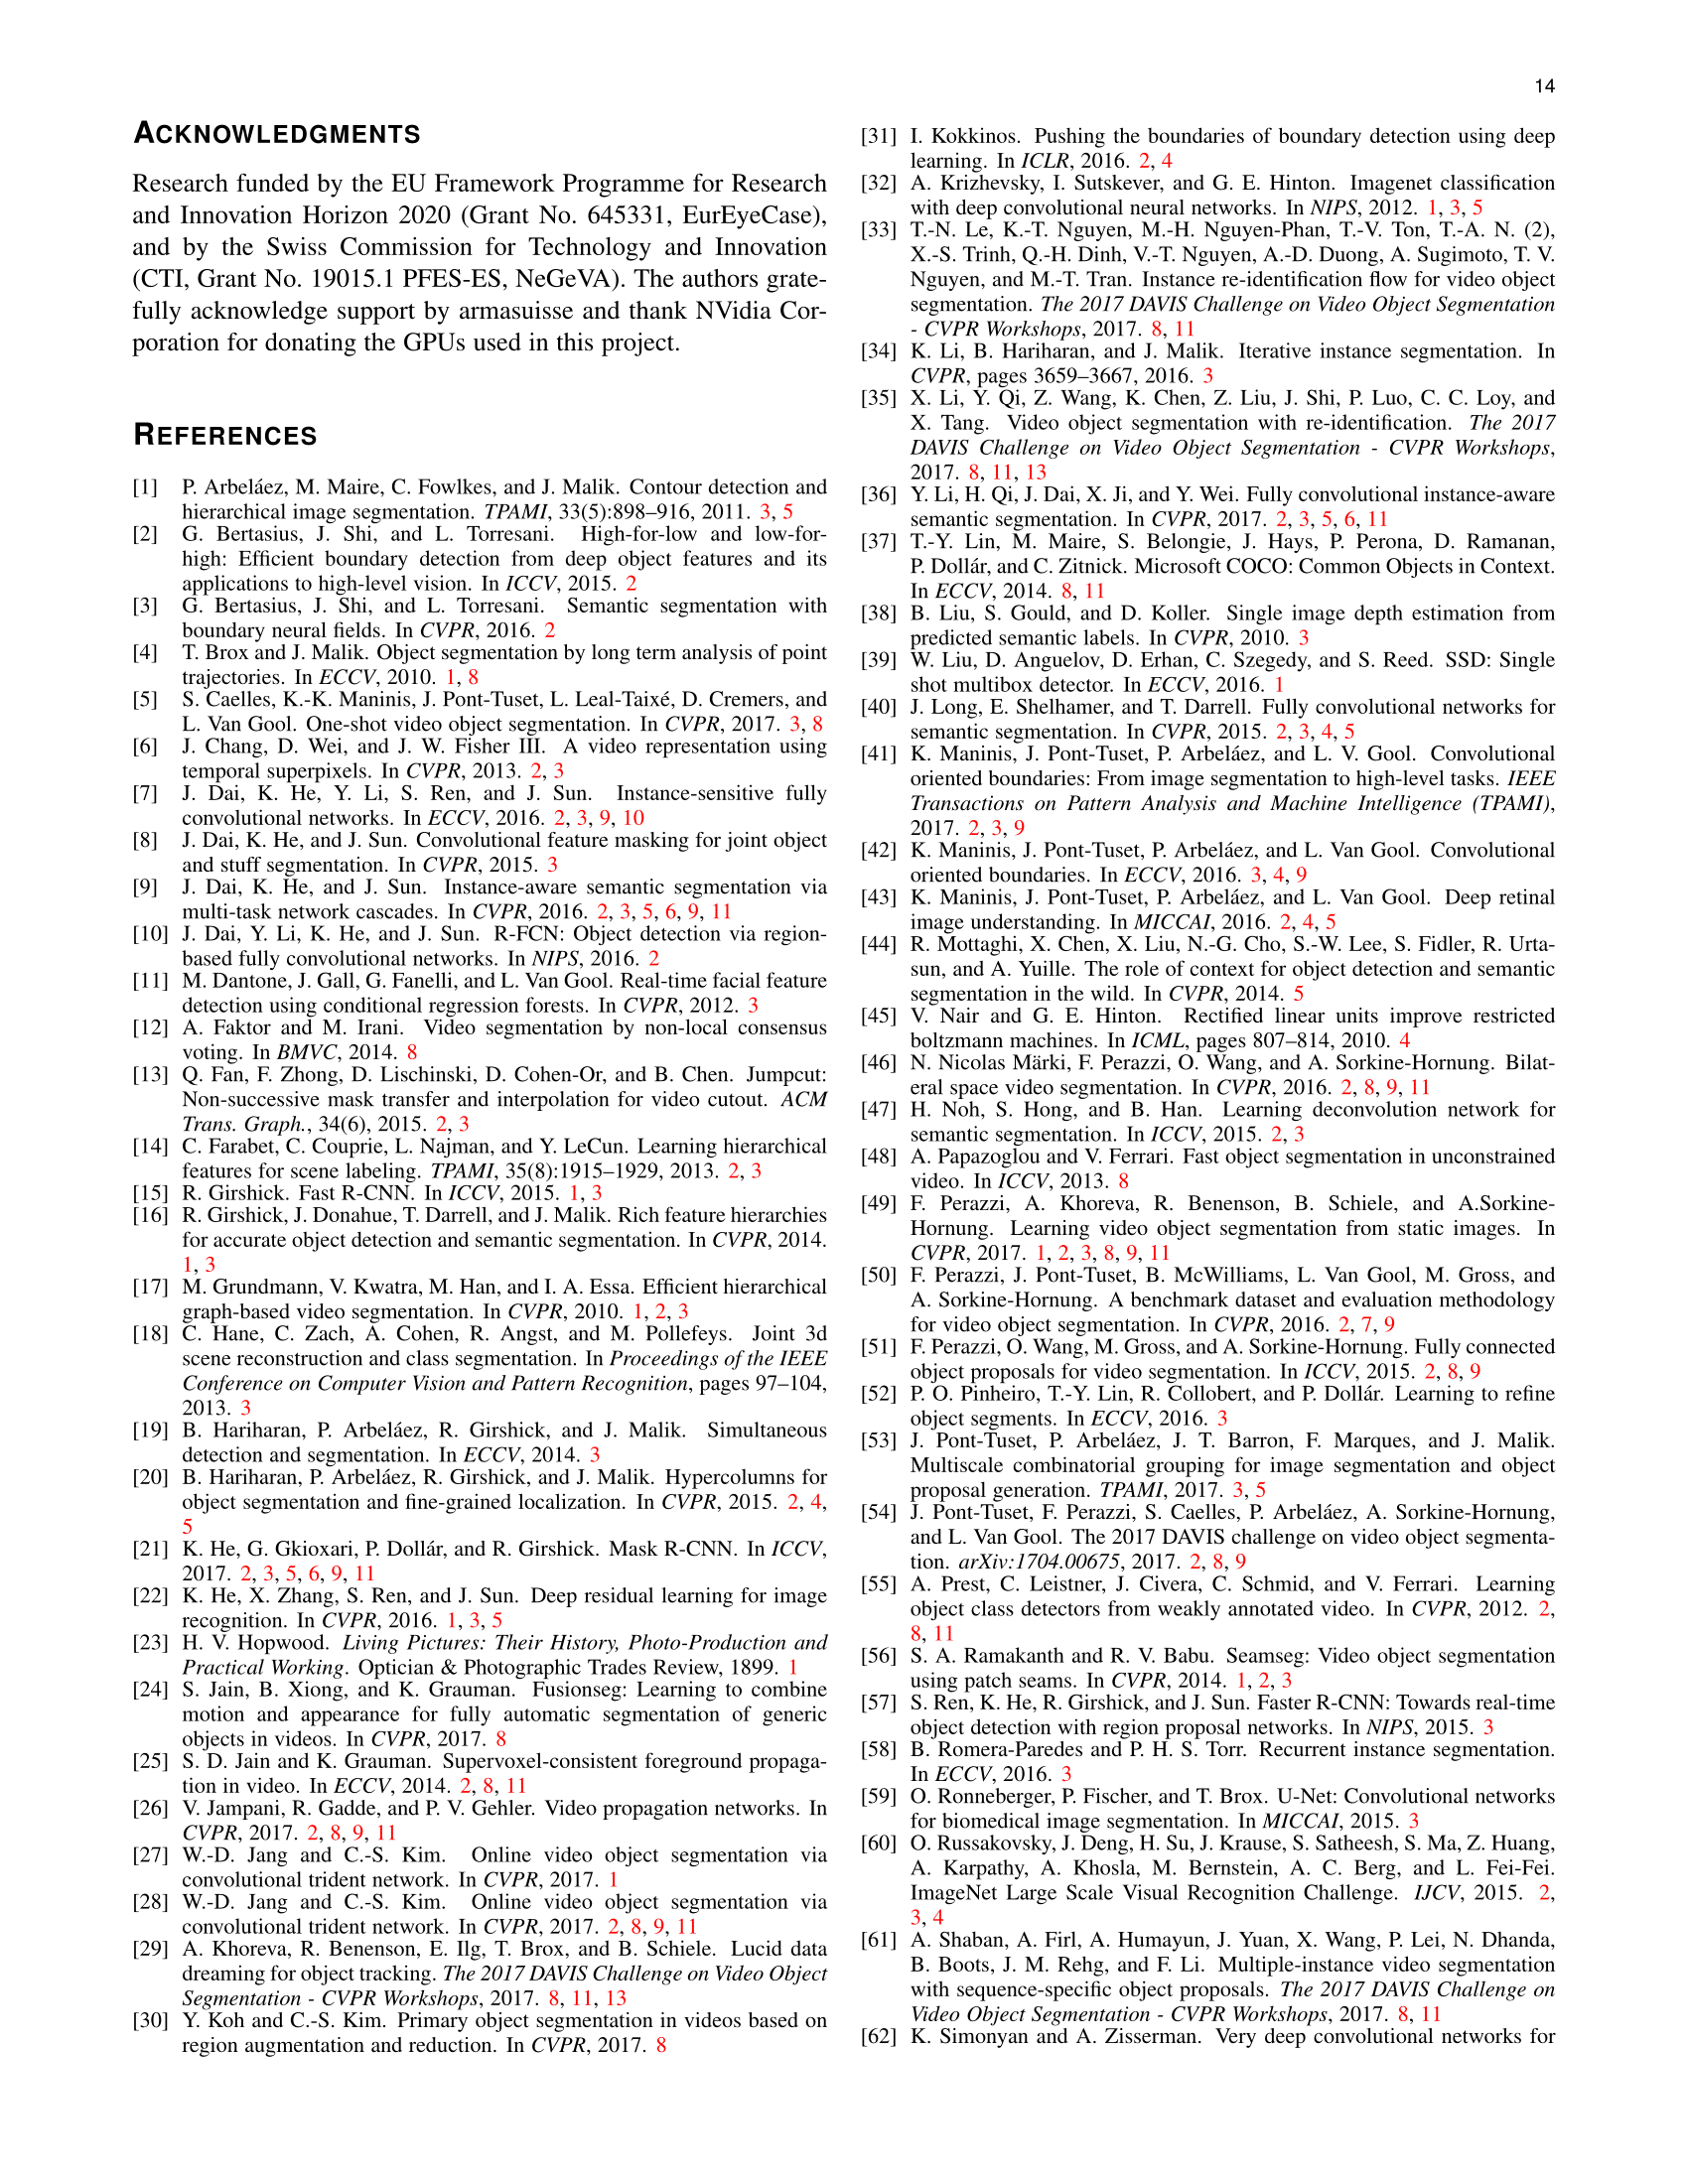 14
ACKNOWLEDGMENTS
Research funded by the EU Framework Programme for Research
and Innovation Horizon 2020 (Grant No. 645331, EurEyeCase),
and by the Swiss Commission for Technology and Innovation
(CTI, Grant No. 19015.1 PFES-ES, NeGeVA). The authors grate-
fully acknowledge support by armasuisse and thank NVidia Cor-
poration for donating the GPUs used in this project.
REFERENCES
[1] P. Arbeláez, M. Maire, C. Fowlkes, and J. Malik. Contour detection and
hierarchical image segmentation. TPAMI, 33(5):898–916, 2011. 3, 5
[2] G. Bertasius, J. Shi, and L. Torresani. High-for-low and low-for-
high: Efficient boundary detection from deep object features and its
applications to high-level vision. In ICCV, 2015. 2
[3] G. Bertasius, J. Shi, and L. Torresani. Semantic segmentation with
boundary neural fields. In CVPR, 2016. 2
[4] T. Brox and J. Malik. Object segmentation by long term analysis of point
trajectories. In ECCV, 2010. 1, 8
[5] S. Caelles, K.-K. Maninis, J. Pont-Tuset, L. Leal-Taixé, D. Cremers, and
L. Van Gool. One-shot video object segmentation. In CVPR, 2017. 3, 8
[6] J. Chang, D. Wei, and J. W. Fisher III. A video representation using
temporal superpixels. In CVPR, 2013. 2, 3
[7] J. Dai, K. He, Y. Li, S. Ren, and J. Sun. Instance-sensitive fully
convolutional networks. In ECCV, 2016. 2, 3, 9, 10
[8] J. Dai, K. He, and J. Sun. Convolutional feature masking for joint object
and stuff segmentation. In CVPR, 2015. 3
[9] J. Dai, K. He, and J. Sun. Instance-aware semantic segmentation via
multi-task network cascades. In CVPR, 2016. 2, 3, 5, 6, 9, 11
[10] J. Dai, Y. Li, K. He, and J. Sun. R-FCN: Object detection via region-
based fully convolutional networks. In NIPS, 2016. 2
[11] M. Dantone, J. Gall, G. Fanelli, and L. Van Gool. Real-time facial feature
detection using conditional regression forests. In CVPR, 2012. 3
[12] A. Faktor and M. Irani. Video segmentation by non-local consensus
voting. In BMVC, 2014. 8
[13] Q. Fan, F. Zhong, D. Lischinski, D. Cohen-Or, and B. Chen. Jumpcut:
Non-successive mask transfer and interpolation for video cutout. ACM
Trans. Graph., 34(6), 2015. 2, 3
[14] C. Farabet, C. Couprie, L. Najman, and Y. LeCun. Learning hierarchical
features for scene labeling. TPAMI, 35(8):1915–1929, 2013. 2, 3
[15] R. Girshick. Fast R-CNN. In ICCV, 2015. 1, 3
[16] R. Girshick, J. Donahue, T. Darrell, and J. Malik. Rich feature hierarchies
for accurate object detection and semantic segmentation. In CVPR, 2014.
1, 3
[17] M. Grundmann, V. Kwatra, M. Han, and I. A. Essa. Efficient hierarchical
graph-based video segmentation. In CVPR, 2010. 1, 2, 3
[18] C. Hane, C. Zach, A. Cohen, R. Angst, and M. Pollefeys. Joint 3d
scene reconstruction and class segmentation. In Proceedings of the IEEE
Conference on Computer Vision and Pattern Recognition, pages 97–104,
2013. 3
[19] B. Hariharan, P. Arbeláez, R. Girshick, and J. Malik. Simultaneous
detection and segmentation. In ECCV, 2014. 3
[20] B. Hariharan, P. Arbeláez, R. Girshick, and J. Malik. Hypercolumns for
object segmentation and fine-grained localization. In CVPR, 2015. 2, 4,
5
[21] K. He, G. Gkioxari, P. Dollár, and R. Girshick. Mask R-CNN. In ICCV,
2017. 2, 3, 5, 6, 9, 11
[22] K. He, X. Zhang, S. Ren, and J. Sun. Deep residual learning for image
recognition. In CVPR, 2016. 1, 3, 5
[23] H. V. Hopwood. Living Pictures: Their History, Photo-Production and
Practical Working. Optician & Photographic Trades Review, 1899. 1
[24] S. Jain, B. Xiong, and K. Grauman. Fusionseg: Learning to combine
motion and appearance for fully automatic segmentation of generic
objects in videos. In CVPR, 2017. 8
[25] S. D. Jain and K. Grauman. Supervoxel-consistent foreground propaga-
tion in video. In ECCV, 2014. 2, 8, 11
[26] V. Jampani, R. Gadde, and P. V. Gehler. Video propagation networks. In
CVPR, 2017. 2, 8, 9, 11
[27] W.-D. Jang and C.-S. Kim. Online video object segmentation via
convolutional trident network. In CVPR, 2017. 1
[28] W.-D. Jang and C.-S. Kim. Online video object segmentation via
convolutional trident network. In CVPR, 2017. 2, 8, 9, 11
[29] A. Khoreva, R. Benenson, E. Ilg, T. Brox, and B. Schiele. Lucid data
dreaming for object tracking. The 2017 DAVIS Challenge on Video Object
Segmentation - CVPR Workshops, 2017. 8, 11, 13
[30] Y. Koh and C.-S. Kim. Primary object segmentation in videos based on
region augmentation and reduction. In CVPR, 2017. 8
[31] I. Kokkinos. Pushing the boundaries of boundary detection using deep
learning. In ICLR, 2016. 2, 4
[32] A. Krizhevsky, I. Sutskever, and G. E. Hinton. Imagenet classification
with deep convolutional neural networks. In NIPS, 2012. 1, 3, 5
[33] T.-N. Le, K.-T. Nguyen, M.-H. Nguyen-Phan, T.-V. Ton, T.-A. N. (2),
X.-S. Trinh, Q.-H. Dinh, V.-T. Nguyen, A.-D. Duong, A. Sugimoto, T. V.
Nguyen, and M.-T. Tran. Instance re-identification flow for video object
segmentation. The 2017 DAVIS Challenge on Video Object Segmentation
- CVPR Workshops, 2017. 8, 11
[34] K. Li, B. Hariharan, and J. Malik. Iterative instance segmentation. In
CVPR, pages 3659–3667, 2016. 3
[35] X. Li, Y. Qi, Z. Wang, K. Chen, Z. Liu, J. Shi, P. Luo, C. C. Loy, and
X. Tang. Video object segmentation with re-identification. The 2017
DAVIS Challenge on Video Object Segmentation - CVPR Workshops,
2017. 8, 11, 13
[36] Y. Li, H. Qi, J. Dai, X. Ji, and Y. Wei. Fully convolutional instance-aware
semantic segmentation. In CVPR, 2017. 2, 3, 5, 6, 11
[37] T.-Y. Lin, M. Maire, S. Belongie, J. Hays, P. Perona, D. Ramanan,
P. Dollár, and C. Zitnick. Microsoft COCO: Common Objects in Context.
In ECCV, 2014. 8, 11
[38] B. Liu, S. Gould, and D. Koller. Single image depth estimation from
predicted semantic labels. In CVPR, 2010. 3
[39] W. Liu, D. Anguelov, D. Erhan, C. Szegedy, and S. Reed. SSD: Single
shot multibox detector. In ECCV, 2016. 1
[40] J. Long, E. Shelhamer, and T. Darrell. Fully convolutional networks for
semantic segmentation. In CVPR, 2015. 2, 3, 4, 5
[41] K. Maninis, J. Pont-Tuset, P. Arbeláez, and L. V. Gool. Convolutional
oriented boundaries: From image segmentation to high-level tasks. IEEE
Transactions on Pattern Analysis and Machine Intelligence (TPAMI),
2017. 2, 3, 9
[42] K. Maninis, J. Pont-Tuset, P. Arbeláez, and L. Van Gool. Convolutional
oriented boundaries. In ECCV, 2016. 3, 4, 9
[43] K. Maninis, J. Pont-Tuset, P. Arbeláez, and L. Van Gool. Deep retinal
image understanding. In MICCAI, 2016. 2, 4, 5
[44] R. Mottaghi, X. Chen, X. Liu, N.-G. Cho, S.-W. Lee, S. Fidler, R. Urta-
sun, and A. Yuille. The role of context for object detection and semantic
segmentation in the wild. In CVPR, 2014. 5
[45] V. Nair and G. E. Hinton. Rectified linear units improve restricted
boltzmann machines. In ICML, pages 807–814, 2010. 4
[46] N. Nicolas Märki, F. Perazzi, O. Wang, and A. Sorkine-Hornung. Bilat-
eral space video segmentation. In CVPR, 2016. 2, 8, 9, 11
[47] H. Noh, S. Hong, and B. Han. Learning deconvolution network for
semantic segmentation. In ICCV, 2015. 2, 3
[48] A. Papazoglou and V. Ferrari. Fast object segmentation in unconstrained
video. In ICCV, 2013. 8
[49] F. Perazzi, A. Khoreva, R. Benenson, B. Schiele, and A.Sorkine-
Hornung. Learning video object segmentation from static images. In
CVPR, 2017. 1, 2, 3, 8, 9, 11
[50] F. Perazzi, J. Pont-Tuset, B. McWilliams, L. Van Gool, M. Gross, and
A. Sorkine-Hornung. A benchmark dataset and evaluation methodology
for video object segmentation. In CVPR, 2016. 2, 7, 9
[51] F. Perazzi, O. Wang, M. Gross, and A. Sorkine-Hornung. Fully connected
object proposals for video segmentation. In ICCV, 2015. 2, 8, 9
[52] P. O. Pinheiro, T.-Y. Lin, R. Collobert, and P. Dollár. Learning to refine
object segments. In ECCV, 2016. 3
[53] J. Pont-Tuset, P. Arbeláez, J. T. Barron, F. Marques, and J. Malik.
Multiscale combinatorial grouping for image segmentation and object
proposal generation. TPAMI, 2017. 3, 5
[54] J. Pont-Tuset, F. Perazzi, S. Caelles, P. Arbeláez, A. Sorkine-Hornung,
and L. Van Gool. The 2017 DAVIS challenge on video object segmenta-
tion. arXiv:1704.00675, 2017. 2, 8, 9
[55] A. Prest, C. Leistner, J. Civera, C. Schmid, and V. Ferrari. Learning
object class detectors from weakly annotated video. In CVPR, 2012. 2,
8, 11
[56] S. A. Ramakanth and R. V. Babu. Seamseg: Video object segmentation
using patch seams. In CVPR, 2014. 1, 2, 3
[57] S. Ren, K. He, R. Girshick, and J. Sun. Faster R-CNN: Towards real-time
object detection with region proposal networks. In NIPS, 2015. 3
[58] B. Romera-Paredes and P. H. S. Torr. Recurrent instance segmentation.
In ECCV, 2016. 3
[59] O. Ronneberger, P. Fischer, and T. Brox. U-Net: Convolutional networks
for biomedical image segmentation. In MICCAI, 2015. 3
[60] O. Russakovsky, J. Deng, H. Su, J. Krause, S. Satheesh, S. Ma, Z. Huang,
A. Karpathy, A. Khosla, M. Bernstein, A. C. Berg, and L. Fei-Fei.
ImageNet Large Scale Visual Recognition Challenge. IJCV, 2015. 2,
3, 4
[61] A. Shaban, A. Firl, A. Humayun, J. Yuan, X. Wang, P. Lei, N. Dhanda,
B. Boots, J. M. Rehg, and F. Li. Multiple-instance video segmentation
with sequence-specific object proposals. The 2017 DAVIS Challenge on
Video Object Segmentation - CVPR Workshops, 2017. 8, 11
[62] K. Simonyan and A. Zisserman. Very deep convolutional networks for